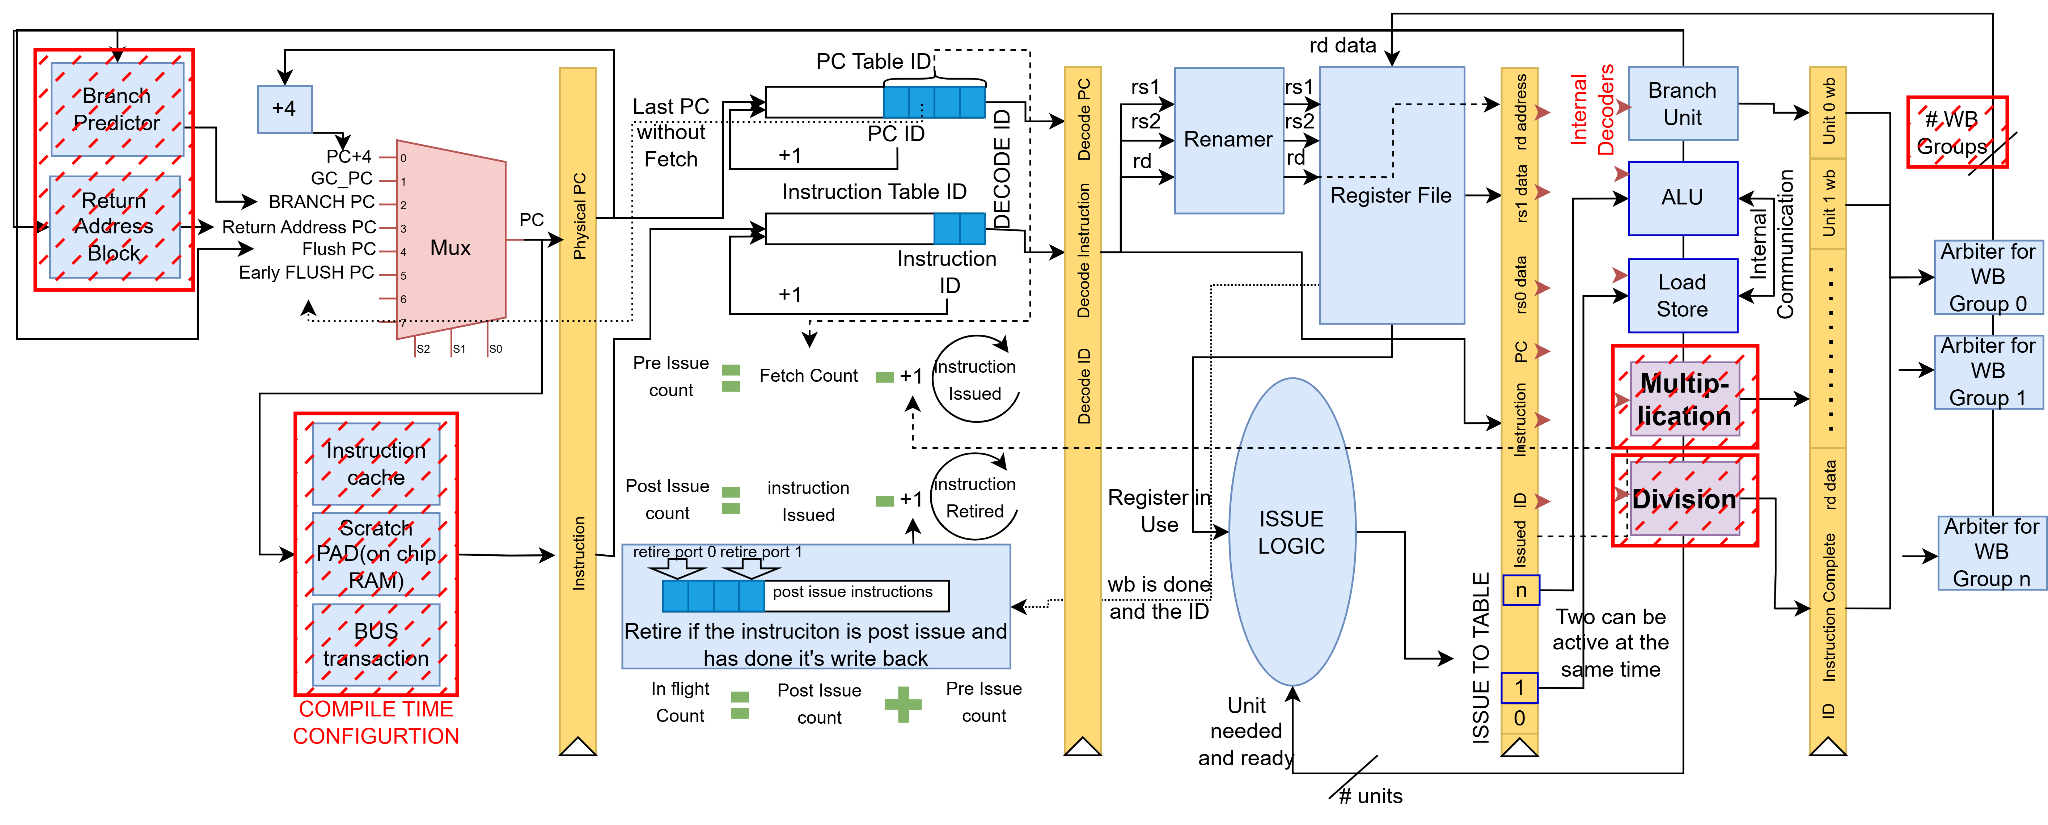 Branch
Predictor
Return
Address
Block
+4
PC+4
GC_PC
BRANCH PC
Return Address PC
Flush PC
Early FLUSH PC
0
1
2
3
4
5
6
7
Mux
S2
S1
S0
PC
Instruction
cache
Scratch
PAD(on chip
RAM)
BUS
transaction
COMPILE TIME
CONFIGURTION
Physical PC
Instruction
Last PC
without
Fetch
PC Table ID
PC ID
+1
Instruction Table ID
Instruction
ID
+1
DECODE ID
Pre Issue
count
Fetch Count
+1
Instruction
Issued
Post Issue
count
instruction
Issued
+1
Instruction
Retired
retire port 0
retire port 1
post issue instructions
Retire if the instruciton is post issue and
has done it's write back
In flight
Count
Post Issue
count
Pre Issue
count
Decode PC
Decode Instruction
Decode ID
rs1
rs2
rd
Renamer
rs1
rs2
rd
rd data
Register File
Register in
Use
wb is done
and the ID
ISSUE
LOGIC
Unit
needed
and ready
# units
ISSUE TO TABLE
rd address
rs1 data
rs0 data
PC
Instruction
Issued ID
n
1
0
Internal
Decoders
Branch
Unit
ALU
Load
Store
Internal
Communication
Multip-
lication
Division
Two can be
active at the
same time
Unit 0 wb
Unit 1 wb
rd data
Instruction Complete
ID
# WB
Groups
Arbiter for
WB
Group 0
Arbiter for
WB
Group 1
Arbiter for
WB
Group n